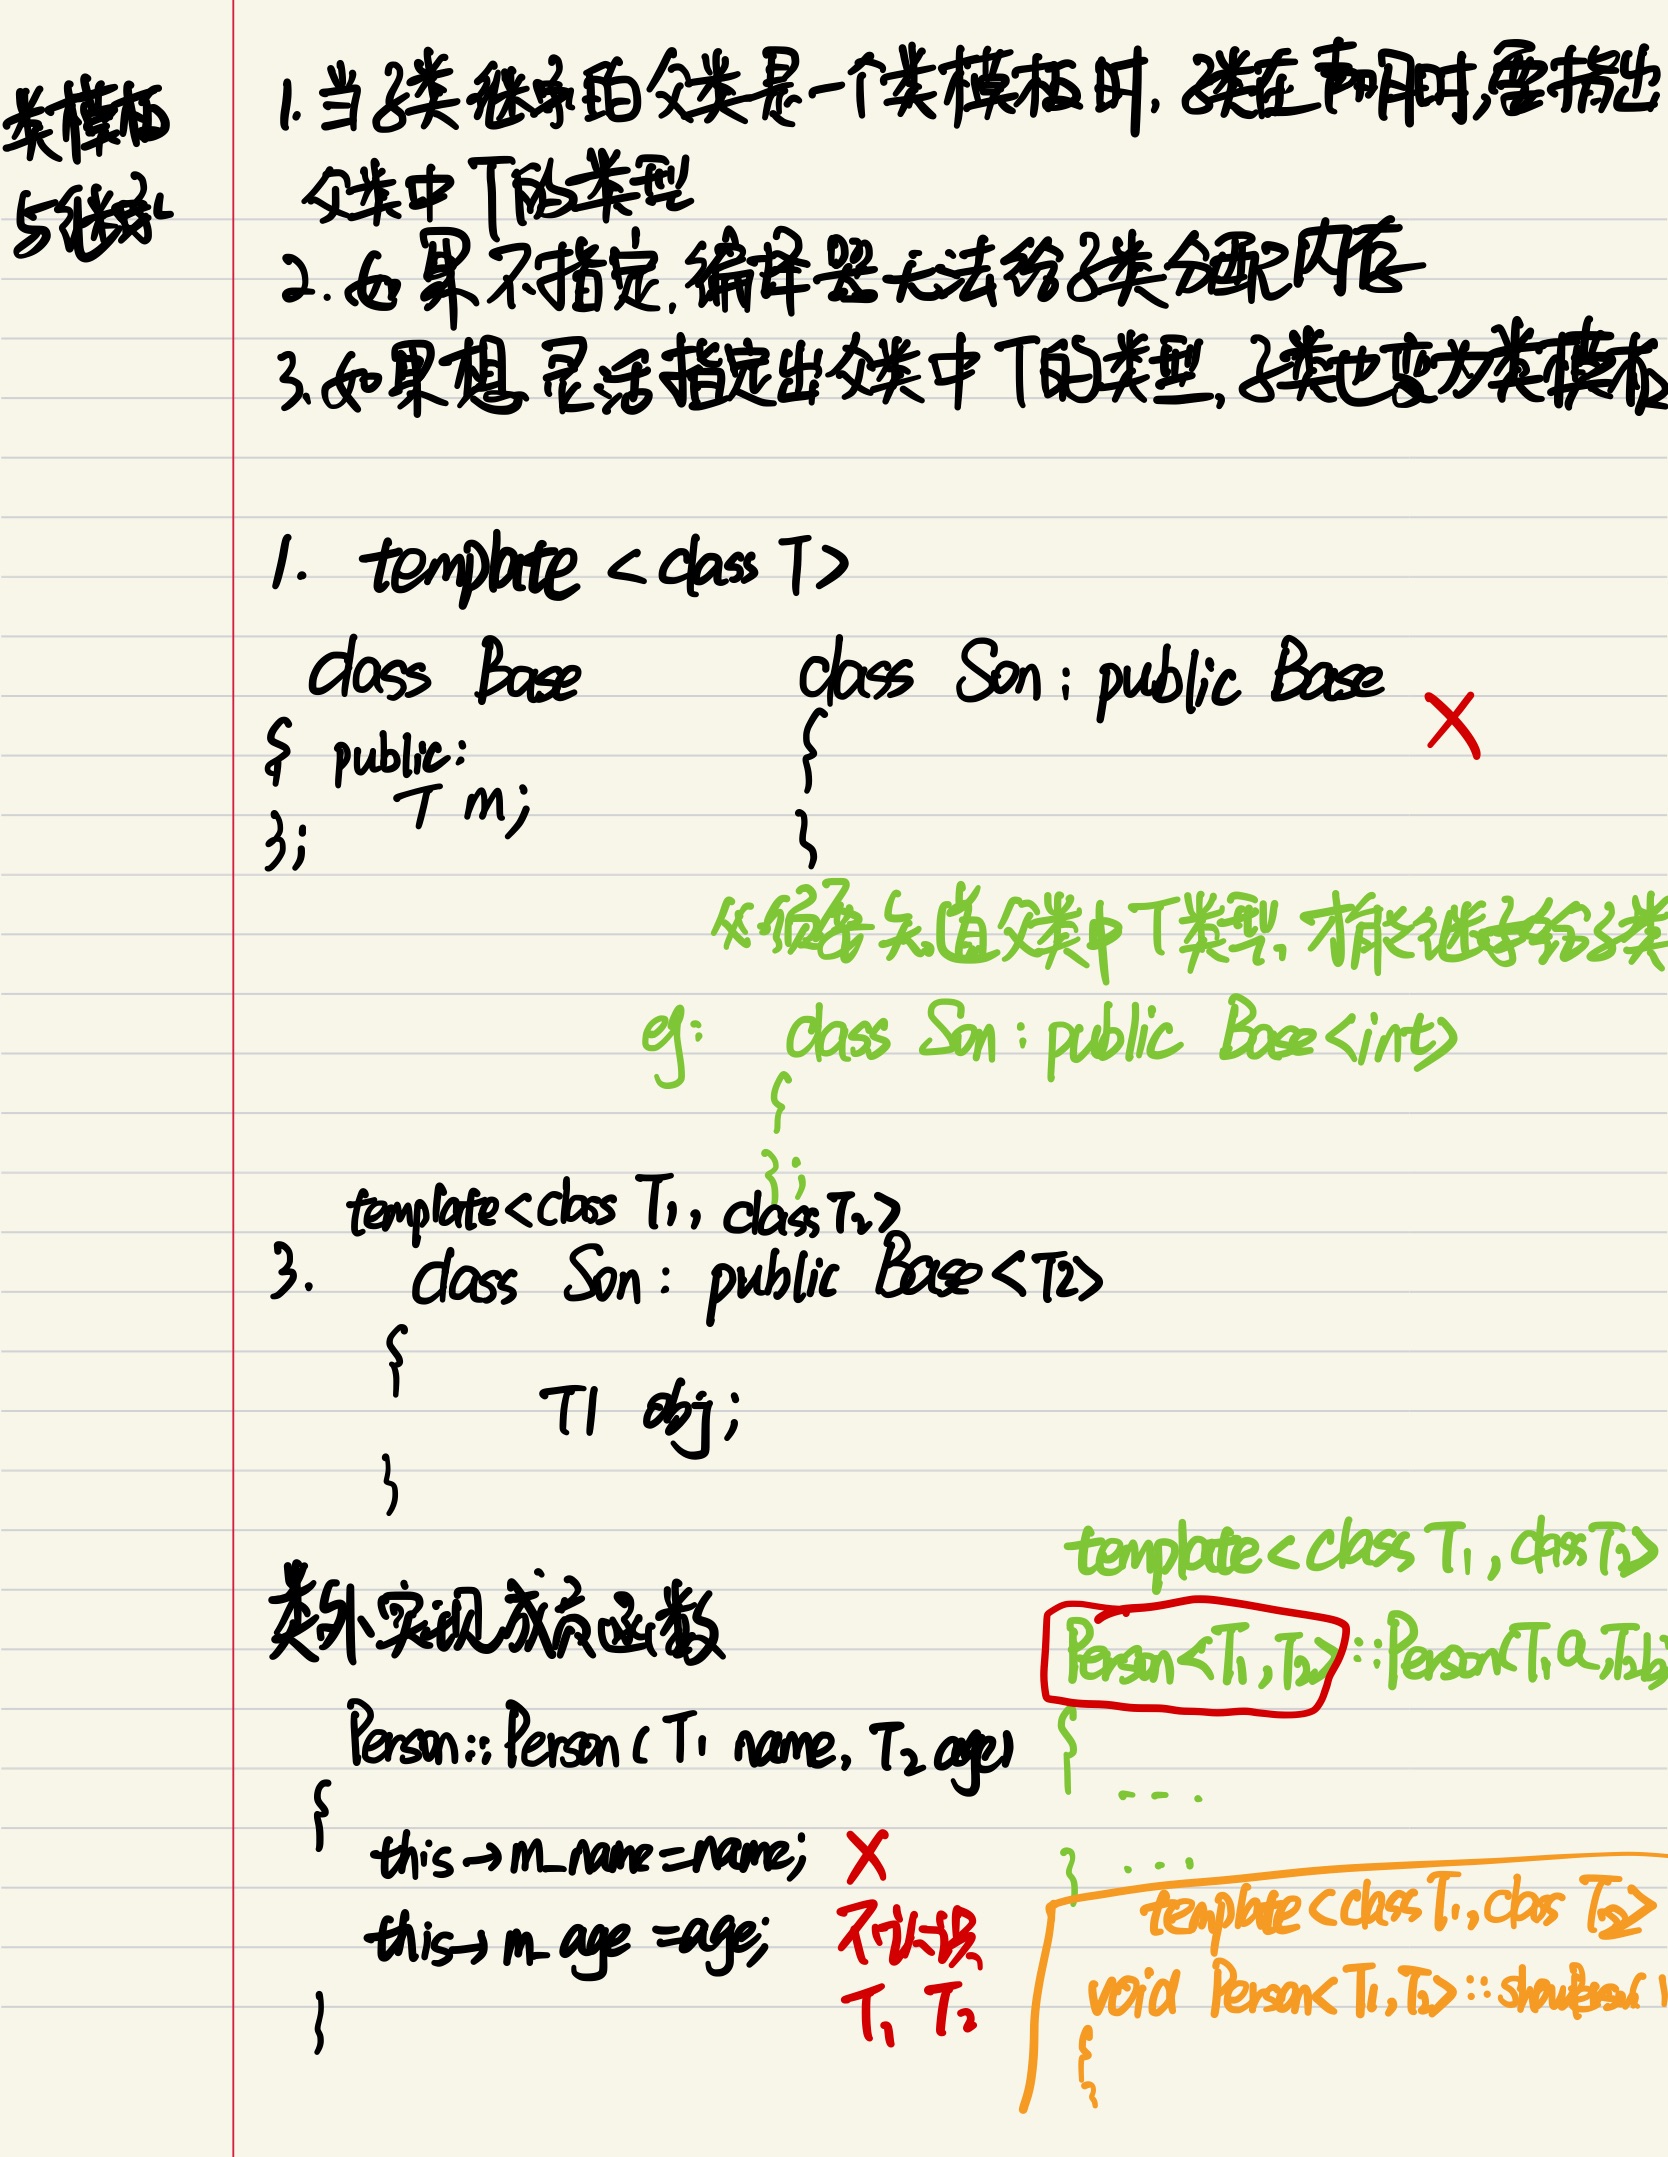 类模板
与继承
1.当子类继承的父类是一个类模板时,子类在声明时,要指出
父类中T的类型
2.如果不指定,编译器无法给子类分配内存
3.如果想灵活指定出父类中T的类型,子类也变为类模板
1. template <class T>
class Base
{ public:
T m;
};
class Son: public Base
{
}
X
必须要知道父类中T类型,才能继承给子类
eg: class Son: public Base<int>
{
};
template<class T1, class T2>
3. class Son: public Base<T2>
{
T1 obj;
}
类外实现成员函数
Person::Person(T1 name, T2 age)
{
this→m_name=name;
this→m_age=age;
}
X
不认识
T1 T2
template<class T1, class T2>
Person<T1,T2>::Person(T1 a,T2 b)
{
....
...
}
template<class T1, class T2>
void Person<T1,T2>::showPerson()
{
}